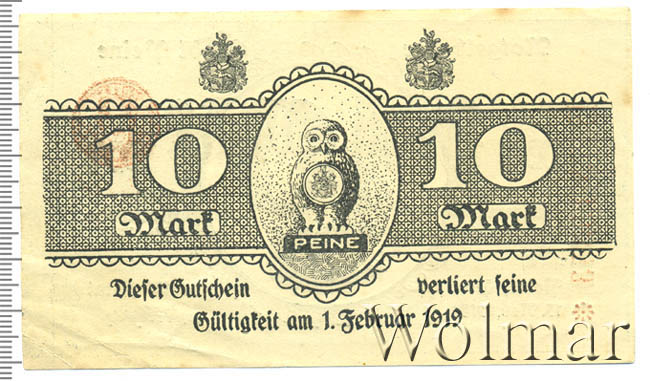 10 10
Mark Mark
PEINE
Dieser Gutschein verliert seine
Gültigkeit am 1. Februar 1919
Wolmar